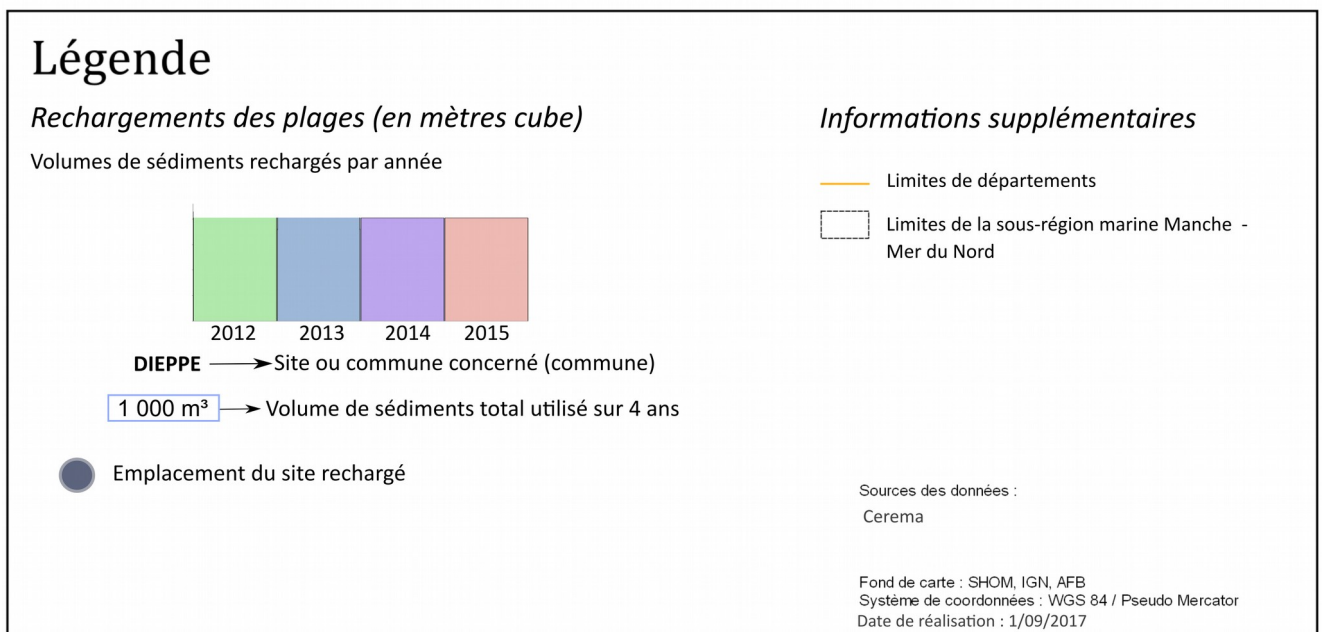 Légende
Rechargements des plages (en mètres cube)
Volumes de sédiments rechargés par année
2012 2013 2014 2015
DIEPPE Site ou commune concerné (commune)
1 000 m³ Volume de sédiments total utilisé sur 4 ans
Emplacement du site rechargé
Informations supplémentaires
Limites de départements
Limites de la sous-région marine Manche -
Mer du Nord
Sources des données :
Cerema
Fond de carte : SHOM, IGN, AFB
Système de coordonnées : WGS 84 / Pseudo Mercator
Date de réalisation : 1/09/2017